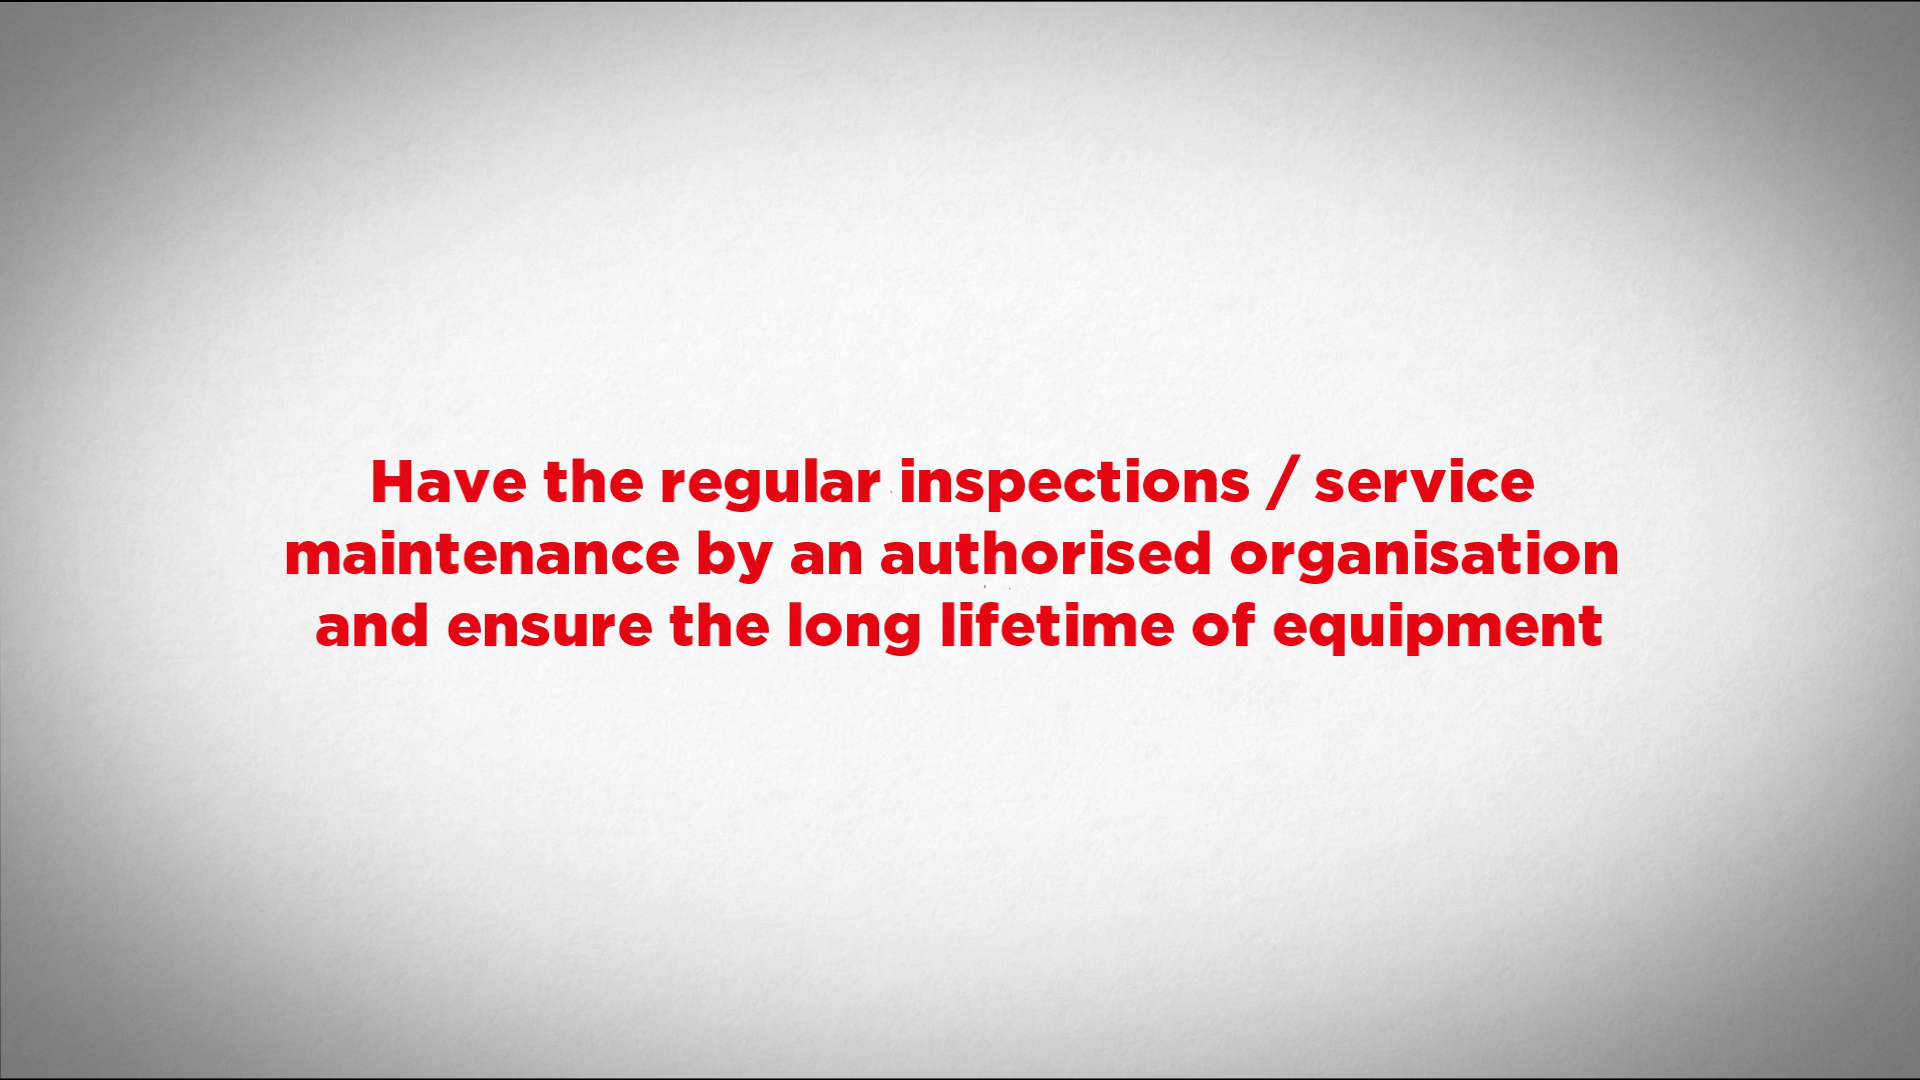 Have the regular inspections / service
maintenance by an authorised organisation
and ensure the long lifetime of equipment